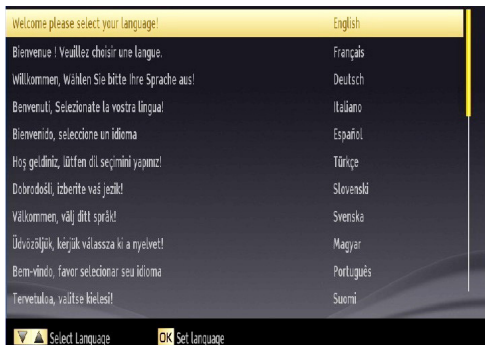 Welcome please select your language! English
Bienvenue ! Veuillez choisir une langue. Français
Willkommen, Wählen Sie bitte Ihre Sprache aus! Deutsch
Benvenuti, Selezionate la vostra lingua! Italiano
Bienvenido, seleccione un idioma Español
Hoş geldiniz, lütfen dil seçimini yapınız! Türkçe
Dobrodošli, izberite vaš jezik! Slovenski
Välkommen, välj ditt språk! Svenska
Üdvözöljük, kérjük válassza ki a nyelvet! Magyar
Bem-vindo, favor selecionar seu idioma Português
Tervetuloa, valitse kielesi! Suomi
Select Language OK Set language